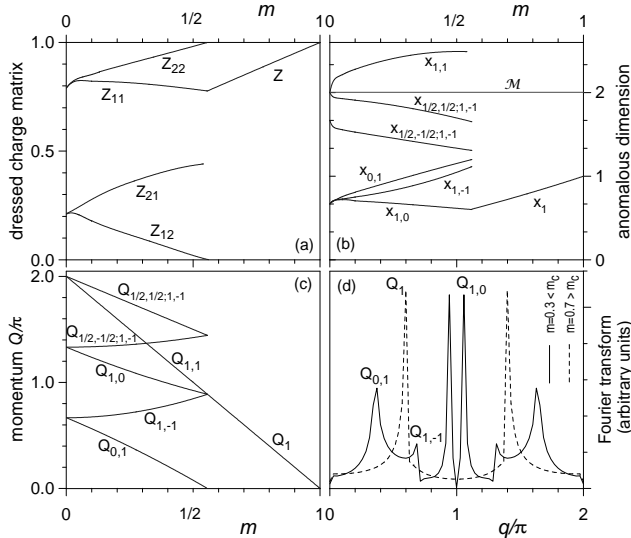 0 1/2 m 10 m 1/2 1
1.0
dressed charge matrix
Z22
Z11
Z
0.5
Z21
Z12
(a)
0.0
x1,1
ℳ
2
x1/2,1/2;1,-1
x1/2,-1/2;1,-1
x0,1
x1,-1
x1,0
x1
1
(b)
0
anomalous dimension
2.0
(c)
Q1/2,1/2;1,-1
Q1/2,-1/2;1,-1
momentum Q/π
Q1,1
1.0
Q1,0
Q1,-1
Q0,1
Q1
0.0
0 1/2 m 10
(d)
Q1
Q1,0
m=0.3 < mc
m=0.7 > mc
Q0,1
Q1,-1
1 q/π 2
Fourier transform
(arbitrary units)